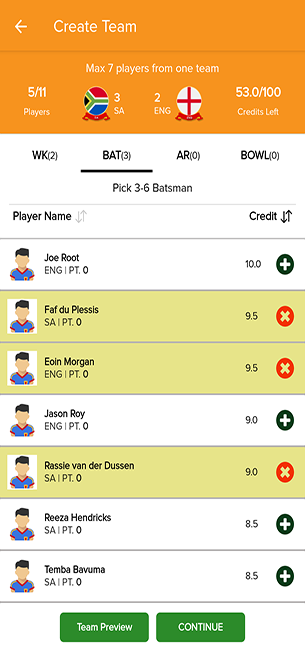 Create Team
Max 7 players from one team
5/11
Players
3
SA
2
ENG
53.0/100
Credits Left
WK(2)
BAT(3)
AR(0)
BOWL(0)
Pick 3-6 Batsman
Player Name
Credit
Joe Root
ENG | PT. 0
10.0
Faf du Plessis
SA | PT. 0
9.5
Eoin Morgan
ENG | PT. 0
9.5
Jason Roy
ENG | PT. 0
9.0
Rassie van der Dussen
SA | PT. 0
9.0
Reeza Hendricks
SA | PT. 0
8.5
Temba Bavuma
SA | PT. 0
8.5
Team Preview
CONTINUE